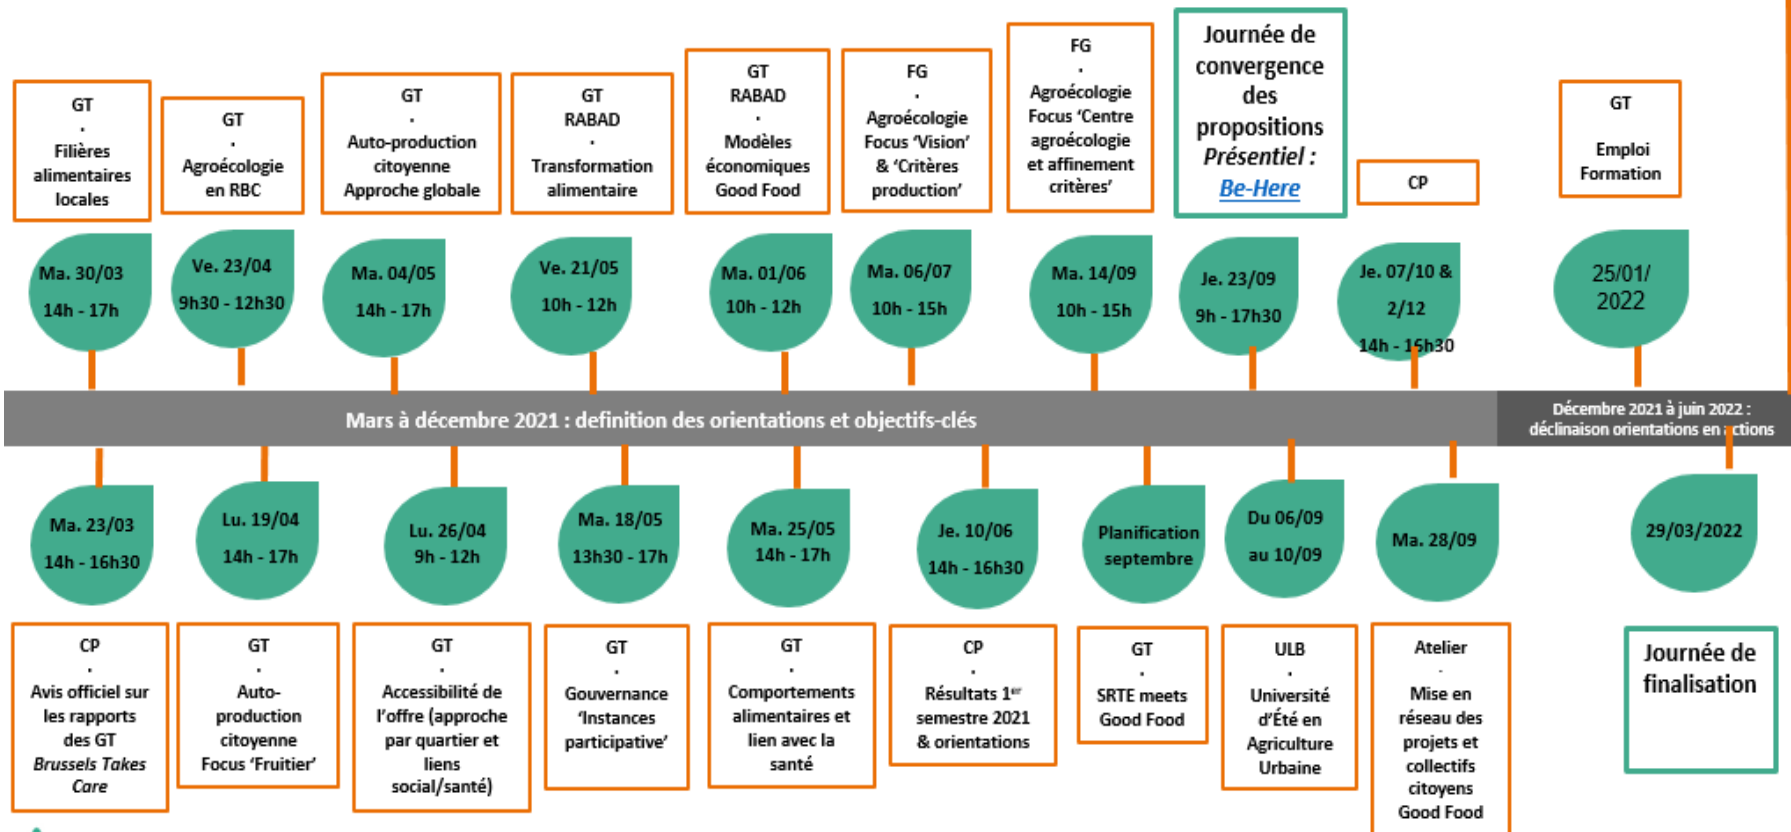 GT
.
Filières
alimentaires
locales
GT
.
Agroécologie
en RBC
GT
.
Auto-production
citoyenne
Approche globale
GT
RABAD
.
Transformation
alimentaire
GT
RABAD
.
Modèles
économiques
Good Food
FG
.
Agroécologie
Focus ‘Vision’
& ‘Critères
production’
FG
.
Agroécologie
Focus ‘Centre
agroécologie
et affinement
critères’
Journée de
convergence
des
propositions
Présentiel :
Be-Here
CP
GT
Emploi
Formation
Ma. 30/03
14h - 17h
Ve. 23/04
9h30 - 12h30
Ma. 04/05
14h - 17h
Ve. 21/05
10h - 12h
Ma. 01/06
10h - 12h
Ma. 06/07
10h - 15h
Ma. 14/09
10h - 15h
Je. 23/09
9h - 17h30
Je. 07/10 &
2/12
14h - 16h30
25/01/
2022
Mars à décembre 2021 : definition des orientations et objectifs-clés
Décembre 2021 à juin 2022 :
déclinaison orientations en actions
Ma. 23/03
14h - 16h30
Lu. 19/04
14h - 17h
Lu. 26/04
9h - 12h
Ma. 18/05
13h30 - 17h
Ma. 25/05
14h - 17h
Je. 10/06
14h - 16h30
Planification
septembre
Du 06/09
au 10/09
Ma. 28/09
29/03/2022
CP
.
Avis officiel sur
les rapports
des GT
Brussels Takes
Care
GT
.
Auto-
production
citoyenne
Focus ‘Fruitier’
GT
.
Accessibilité de
l’offre (approche
par quartier et
liens
social/santé)
GT
.
Gouvernance
‘Instances
participative’
GT
.
Comportements
alimentaires et
lien avec la
santé
CP
.
Résultats 1er
semestre 2021
& orientations
GT
.
SRTE meets
Good Food
ULB
.
Université
d’Été en
Agriculture
Urbaine
Atelier
.
Mise en
réseau des
projets et
collectifs
citoyens
Good Food
Journée de
finalisation